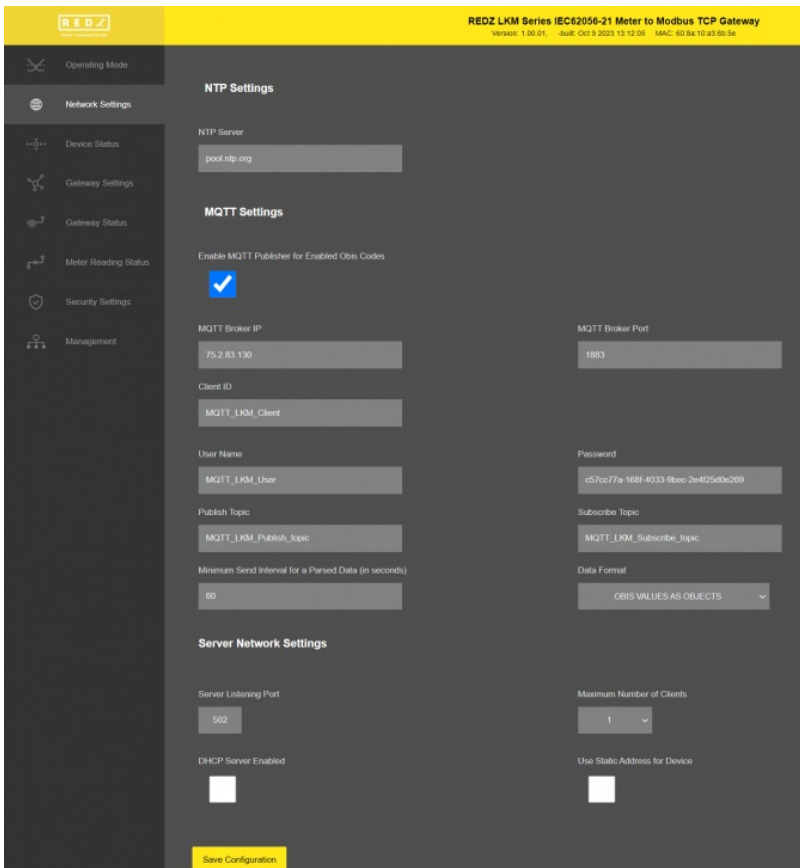 REDZ
REDZ LKM Series IEC62056-21 Meter to Modbus TCP Gateway
Version: 1.00.01, -built: Oct 9 2023 13:12:05 MAC: 60:8a:10:a3:6b:5e
Operating Mode
Network Settings
Device Status
Gateway Settings
Gateway Status
Meter Reading Status
Security Settings
Management
NTP Settings
NTP Server
pool.ntp.org
MQTT Settings
Enable MQTT Publisher for Enabled Obis Codes
MQTT Broker IP
MQTT Broker Port
75.2.83.130
1883
Client ID
MQTT_LKM_Client
User Name
Password
MQTT_LKM_User
c57cc77a-168f-4033-9bec-2e4f25d0e269
Publish Topic
Subscribe Topic
MQTT_LKM_Publish_topic
MQTT_LKM_Subscribe_topic
Minimum Send Interval for a Parsed Data (in seconds)
Data Format
60
OBIS VALUES AS OBJECTS
Server Network Settings
Server Listening Port
Maximum Number of Clients
502
1
DHCP Server Enabled
Use Static Address for Device
Save Configuration